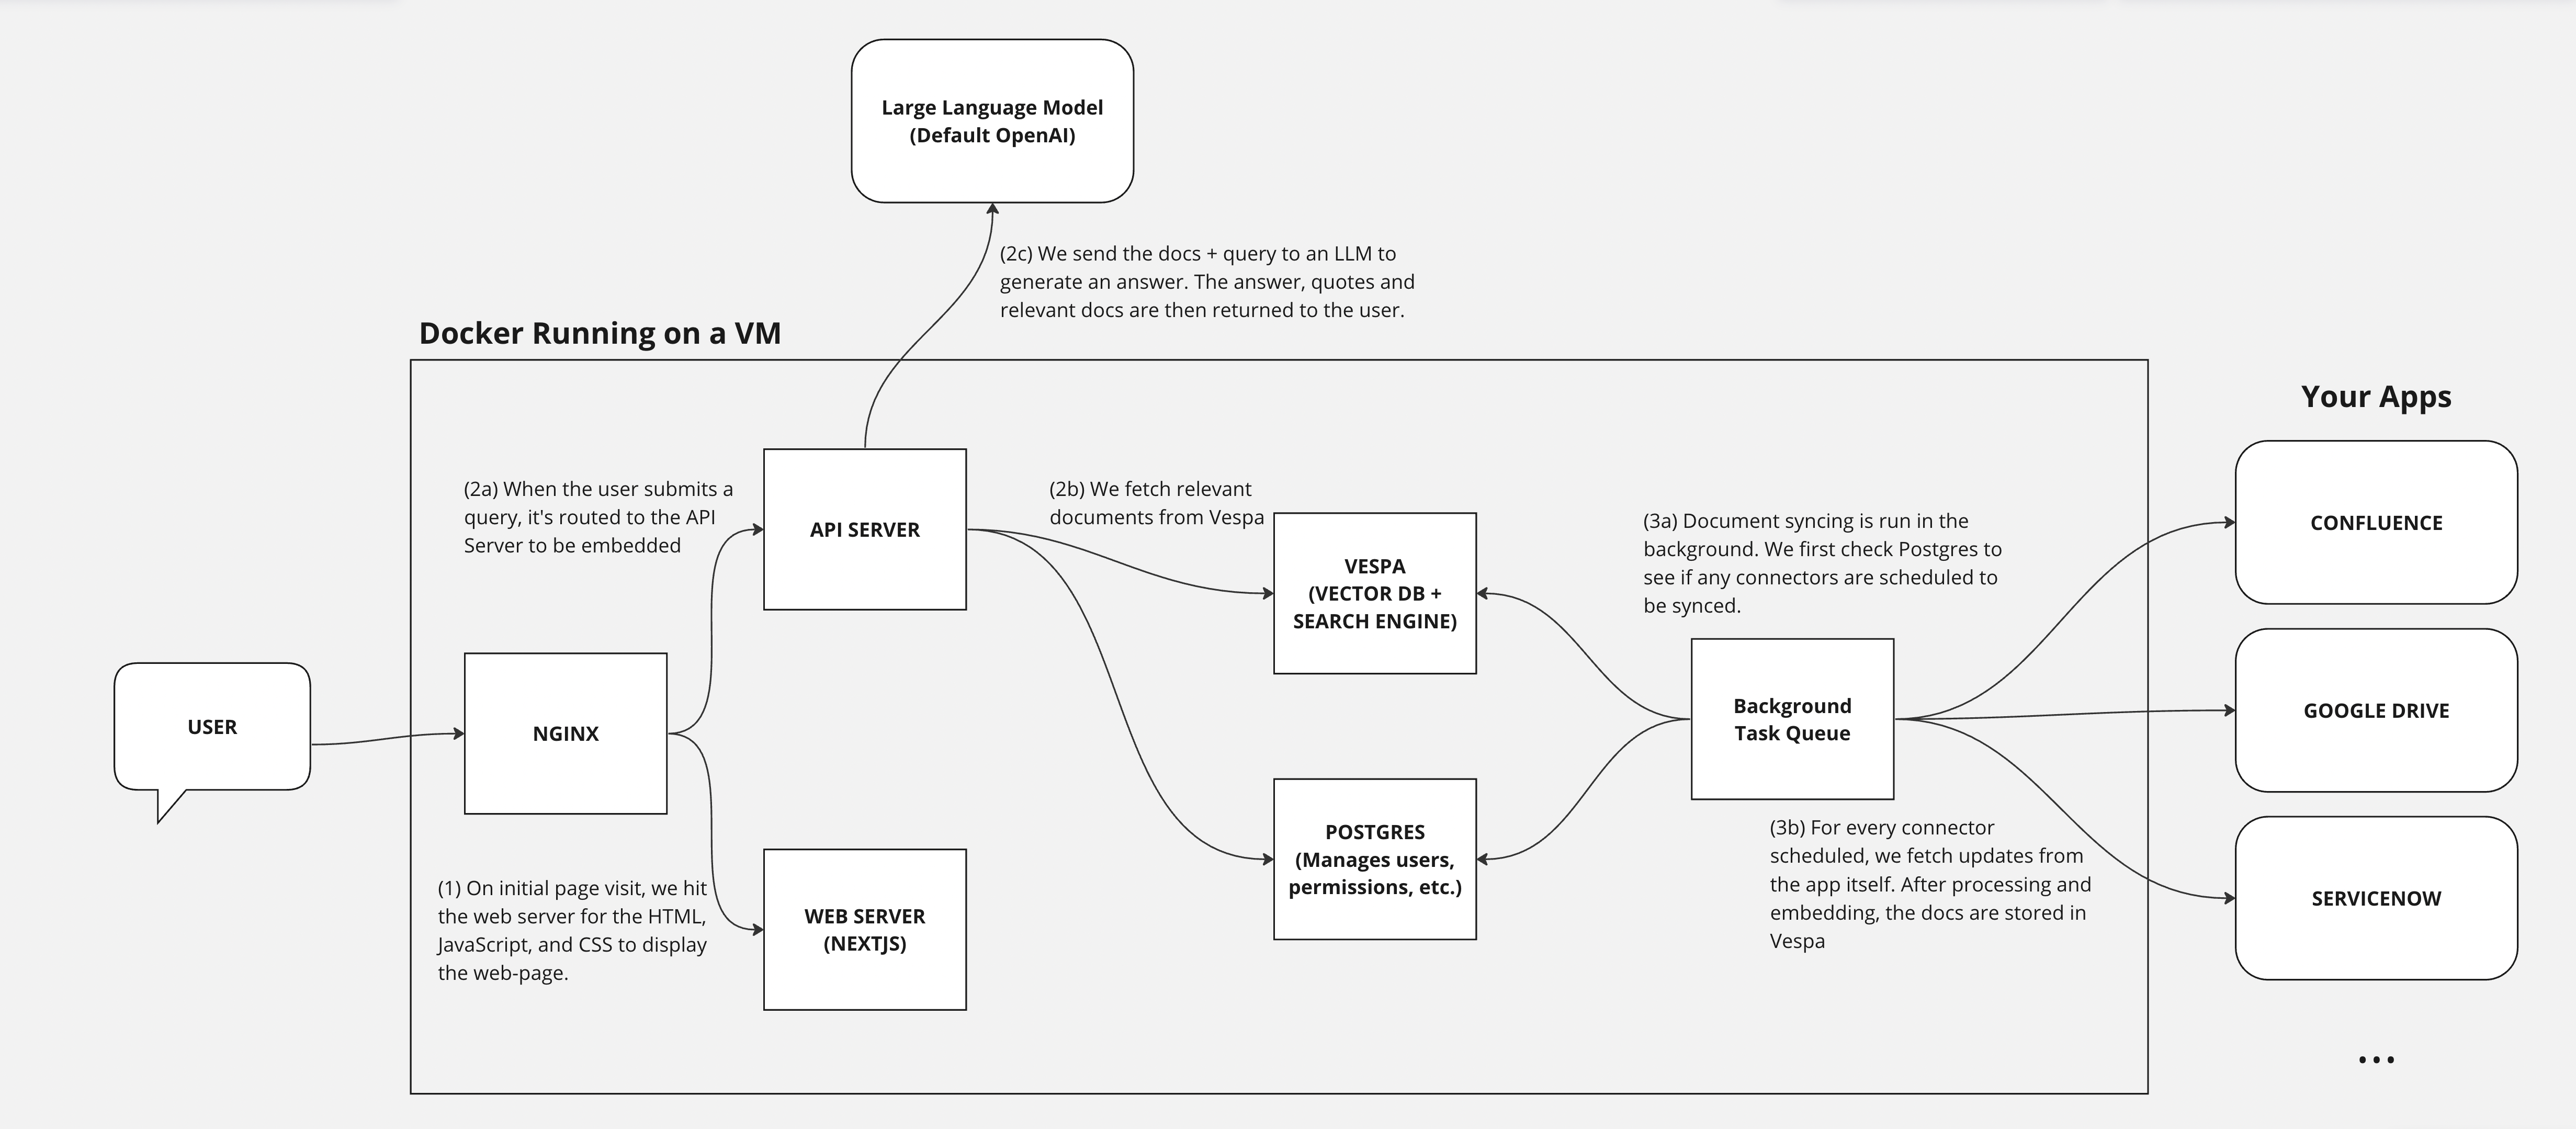 Large Language Model
(Default OpenAI)
(2c) We send the docs + query to an LLM to
generate an answer. The answer, quotes and
relevant docs are then returned to the user.
Docker Running on a VM
Your Apps
(2a) When the user submits a
query, it's routed to the API
Server to be embedded
API SERVER
(2b) We fetch relevant
documents from Vespa
VESPA
(VECTOR DB +
SEARCH ENGINE)
(3a) Document syncing is run in the
background. We first check Postgres to
see if any connectors are scheduled to
be synced.
CONFLUENCE
USER
NGINX
Background
Task Queue
GOOGLE DRIVE
(1) On initial page visit, we hit
the web server for the HTML,
JavaScript, and CSS to display
the web-page.
WEB SERVER
(NEXTJS)
POSTGRES
(Manages users,
permissions, etc.)
(3b) For every connector
scheduled, we fetch updates from
the app itself. After processing and
embedding, the docs are stored in
Vespa
SERVICENOW
...